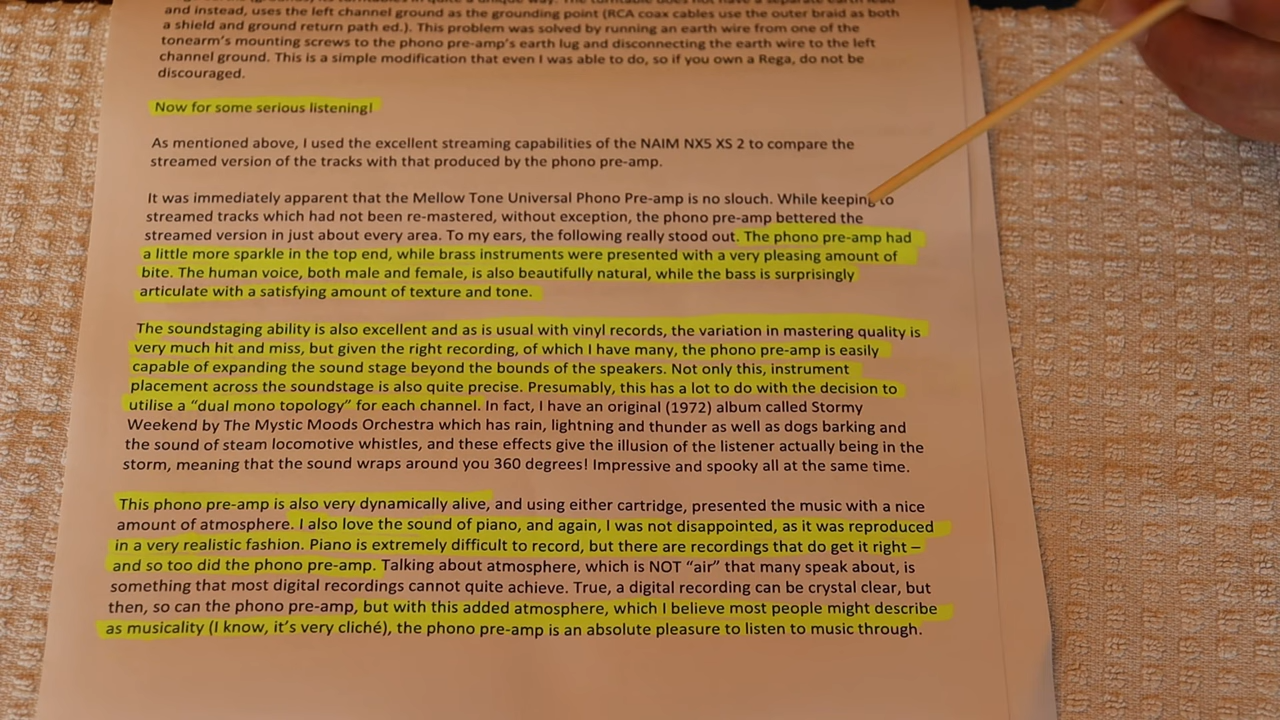 and instead, uses the left channel ground as the grounding point (RCA coax cables use the outer braid as both
a shield and ground return path ed.). This problem was solved by running an earth wire from one of the
tonearm's mounting screws to the phono pre-amp's earth lug and disconnecting the earth wire to the left
channel ground. This is a simple modification that even I was able to do, so if you own a Rega, do not be
discouraged.
Now for some serious listening!
As mentioned above, I used the excellent streaming capabilities of the NAIM NX5 XS 2 to compare the
streamed version of the tracks with that produced by the phono pre-amp.
It was immediately apparent that the Mellow Tone Universal Phono Pre-amp is no slouch. While keeping to
streamed tracks which had not been re-mastered, without exception, the phono pre-amp bettered the
streamed version in just about every area. To my ears, the following really stood out. The phono pre-amp had
a little more sparkle in the top end, while brass instruments were presented with a very pleasing amount of
bite. The human voice, both male and female, is also beautifully natural, while the bass is surprisingly
articulate with a satisfying amount of texture and tone.
The soundstaging ability is also excellent and as is usual with vinyl records, the variation in mastering quality is
very much hit and miss, but given the right recording, of which I have many, the phono pre-amp is easily
capable of expanding the sound stage beyond the bounds of the speakers. Not only this, instrument
placement across the soundstage is also quite precise. Presumably, this has a lot to do with the decision to
utilise a “dual mono topology” for each channel. In fact, I have an original (1972) album called Stormy
Weekend by The Mystic Moods Orchestra which has rain, lightning and thunder as well as dogs barking and
the sound of steam locomotive whistles, and these effects give the illusion of the listener actually being in the
storm, meaning that the sound wraps around you 360 degrees! Impressive and spooky all at the same time.
This phono pre-amp is also very dynamically alive, and using either cartridge, presented the music with a nice
amount of atmosphere. I also love the sound of piano, and again, I was not disappointed, as it was reproduced
in a very realistic fashion. Piano is extremely difficult to record, but there are recordings that do get it right –
and so too did the phono pre-amp. Talking about atmosphere, which is NOT “air” that many speak about, is
something that most digital recordings cannot quite achieve. True, a digital recording can be crystal clear, but
then, so can the phono pre-amp, but with this added atmosphere, which I believe most people might describe
as musicality (I know, it's very cliché), the phono pre-amp is an absolute pleasure to listen to music through.